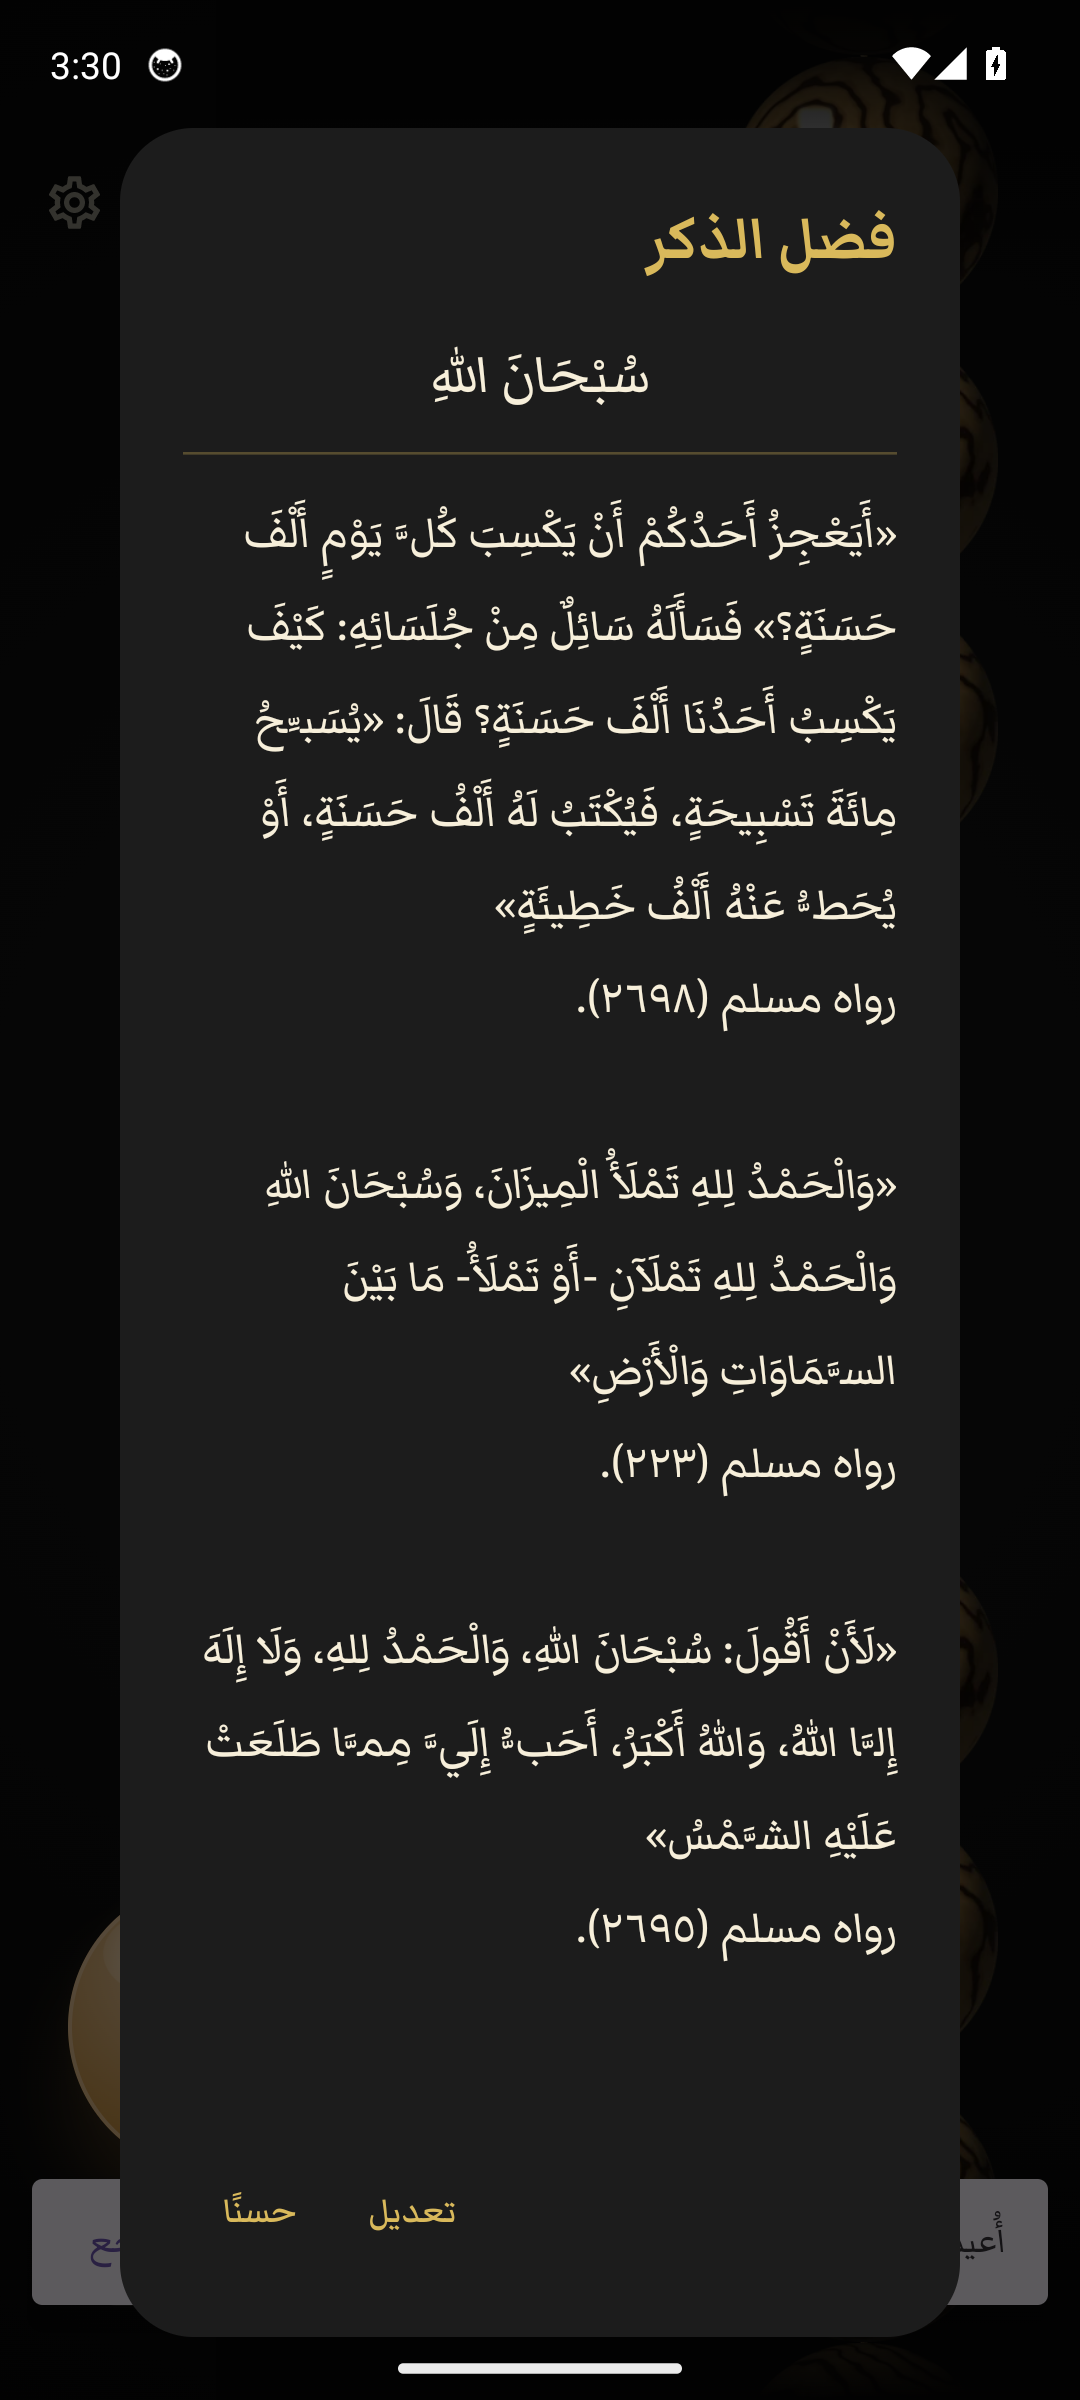 3:30
فضل الذكر
سُبْحَانَ اللهِ
«أَيَعْجِزُ أَحَدُكُمْ أَنْ يَكْسِبَ كُلَّ يَوْمٍ أَلْفَ
حَسَنَةٍ؟» فَسَأَلَهُ سَائِلٌ مِنْ جُلَسَائِهِ: كَيْفَ
يَكْسِبُ أَحَدُنَا أَلْفَ حَسَنَةٍ؟ قَالَ: «يُسَبِّحُ
مِائَةَ تَسْبِيحَةٍ، فَيُكْتَبُ لَهُ أَلْفُ حَسَنَةٍ، أَوْ
يُحَطُّ عَنْهُ أَلْفُ خَطِيئَةٍ»
رواه مسلم (٢٦٩٨).
«وَالْحَمْدُ لِلهِ تَمْلَأُ الْمِيزَانَ، وَسُبْحَانَ اللهِ
وَالْحَمْدُ لِلهِ تَمْلَآنِ -أَوْ تَمْلَأُ- مَا بَيْنَ
السَّمَاوَاتِ وَالْأَرْضِ»
رواه مسلم (٢٢٣).
«لَأَنْ أَقُولَ: سُبْحَانَ اللهِ، وَالْحَمْدُ لِلهِ، وَلَا إِلَهَ
إِلَّا اللهُ، وَاللهُ أَكْبَرُ، أَحَبُّ إِلَيَّ مِمَّا طَلَعَتْ
عَلَيْهِ الشَّمْسُ»
رواه مسلم (٢٦٩٥).
تعديل حسنًا